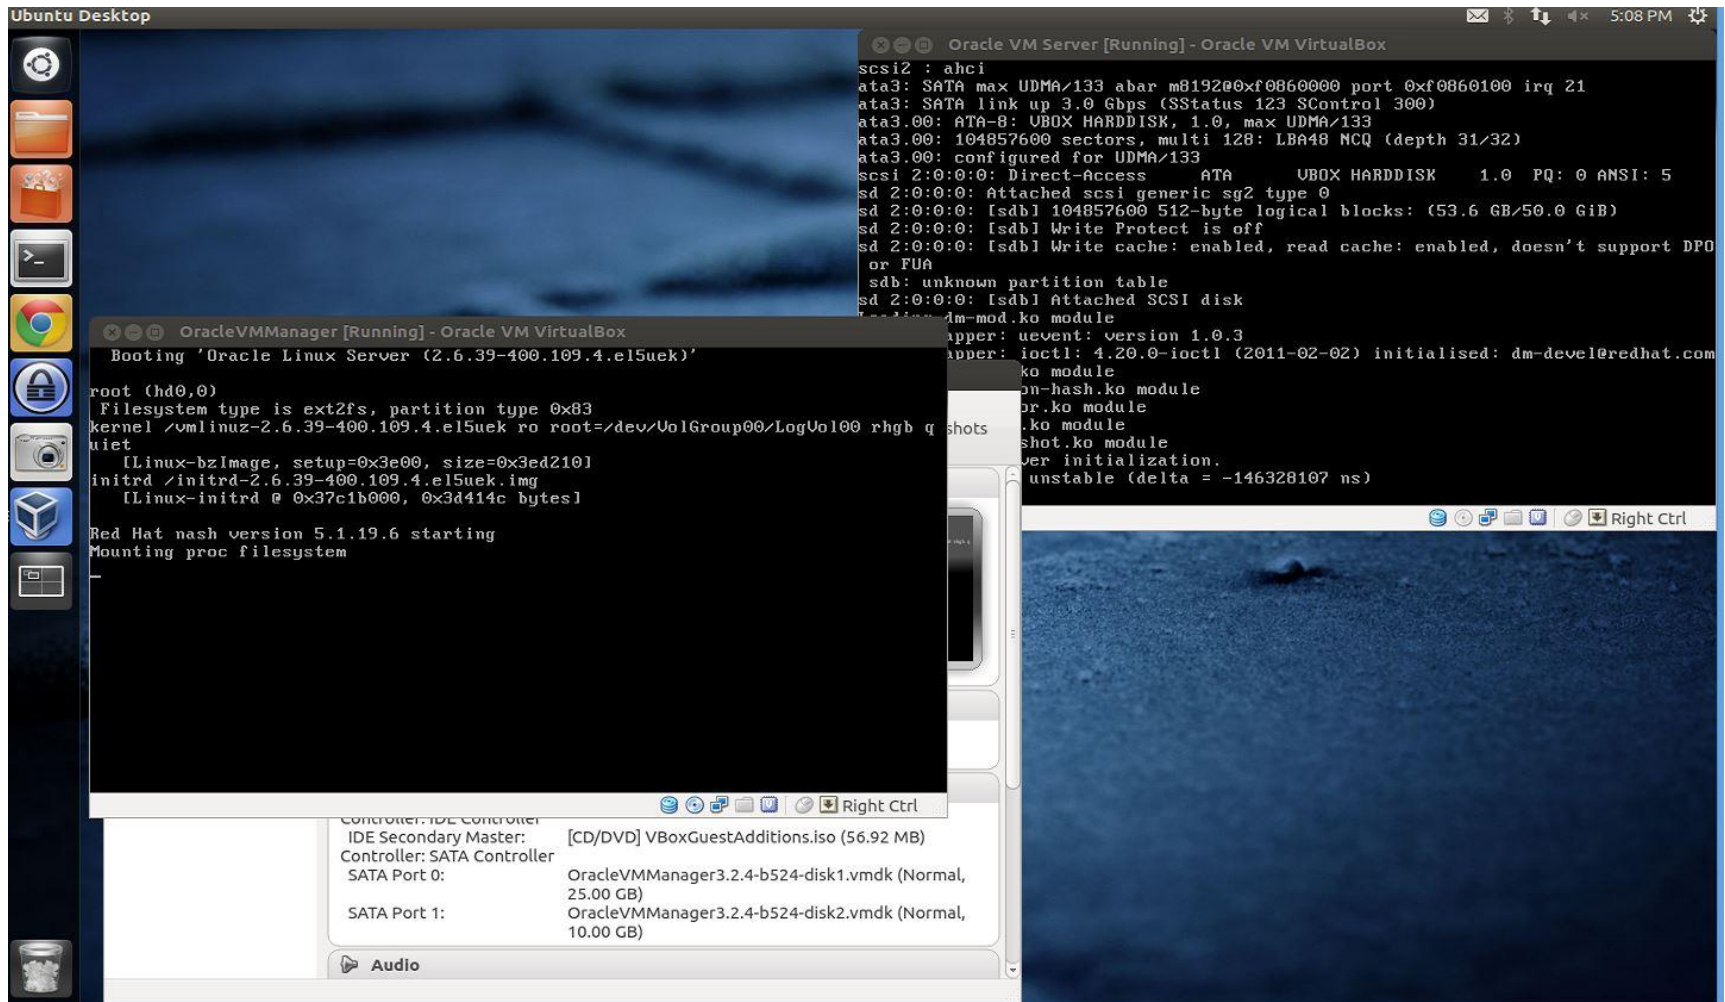 Ubuntu Desktop
5:08 PM
Oracle VM Server [Running] - Oracle VM VirtualBox
scsi2 : ahci
ata3: SATA max UDMA/133 abar m8192@0xf0860000 port 0xf0860100 irq 21
ata3: SATA link up 3.0 Gbps (SStatus 123 SControl 300)
ata3.00: ATA-8: VBOX HARDDISK, 1.0, max UDMA/133
ata3.00: 104857600 sectors, multi 128: LBA48 NCQ (depth 31/32)
ata3.00: configured for UDMA/133
scsi 2:0:0:0: Direct-Access     ATA      VBOX HARDDISK    1.0  PQ: 0 ANSI: 5
sd 2:0:0:0: Attached scsi generic sg2 type 0
sd 2:0:0:0: [sdb] 104857600 512-byte logical blocks: (53.6 GB/50.0 GiB)
sd 2:0:0:0: [sdb] Write Protect is off
sd 2:0:0:0: [sdb] Write cache: enabled, read cache: enabled, doesn't support DPO
or FUA
sdb: unknown partition table
sd 2:0:0:0: [sdb] Attached SCSI disk
dm-mod.ko module
apper: uevent: version 1.0.3
apper: ioctl: 4.20.0-ioctl (2011-02-02) initialised: dm-devel@redhat.com
ko module
on-hash.ko module
or.ko module
.ko module
shot.ko module
ver initialization.
unstable (delta = -146328107 ns)
Right Ctrl
OracleVMManager [Running] - Oracle VM VirtualBox
Booting 'Oracle Linux Server (2.6.39-400.109.4.el5uek)'
root (hd0,0)
Filesystem type is ext2fs, partition type 0x83
kernel /vmlinuz-2.6.39-400.109.4.el5uek ro root=/dev/VolGroup00/LogVol00 rhgb q
uiet
[Linux-bzImage, setup=0x3e00, size=0x3ed210]
initrd /initrd-2.6.39-400.109.4.el5uek.img
[Linux-initrd @ 0x37c1b000, 0x3d414c bytes]
Red Hat nash version 5.1.19.6 starting
Mounting proc filesystem
Right Ctrl
shots
Controller: IDE Controller
IDE Secondary Master: [CD/DVD] VBoxGuestAdditions.iso (56.92 MB)
Controller: SATA Controller
SATA Port 0: OracleVMManager3.2.4-b524-disk1.vmdk (Normal,
25.00 GB)
SATA Port 1: OracleVMManager3.2.4-b524-disk2.vmdk (Normal,
10.00 GB)
Audio